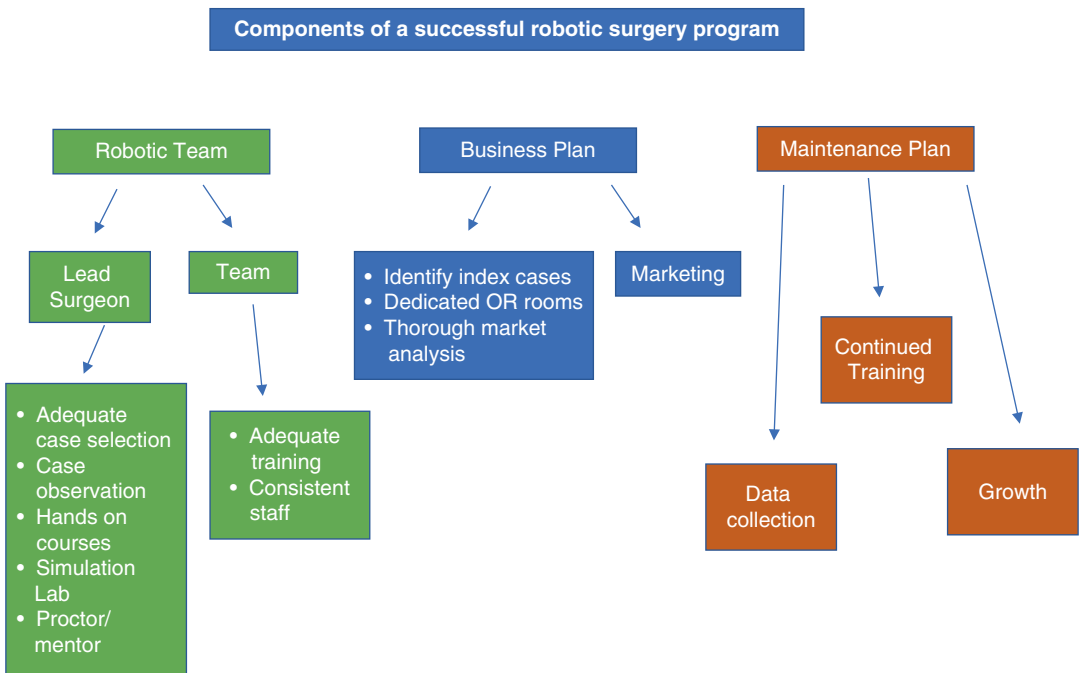 Components of a successful robotic surgery program
Robotic Team
Business Plan
Maintenance Plan
Lead
Surgeon
Team
• Identify index cases
• Dedicated OR rooms
• Thorough market
analysis
Marketing
Continued
Training
• Adequate
case selection
• Case
observation
• Hands on
courses
• Simulation
Lab
• Proctor/
mentor
• Adequate
training
• Consistent
staff
Data
collection
Growth